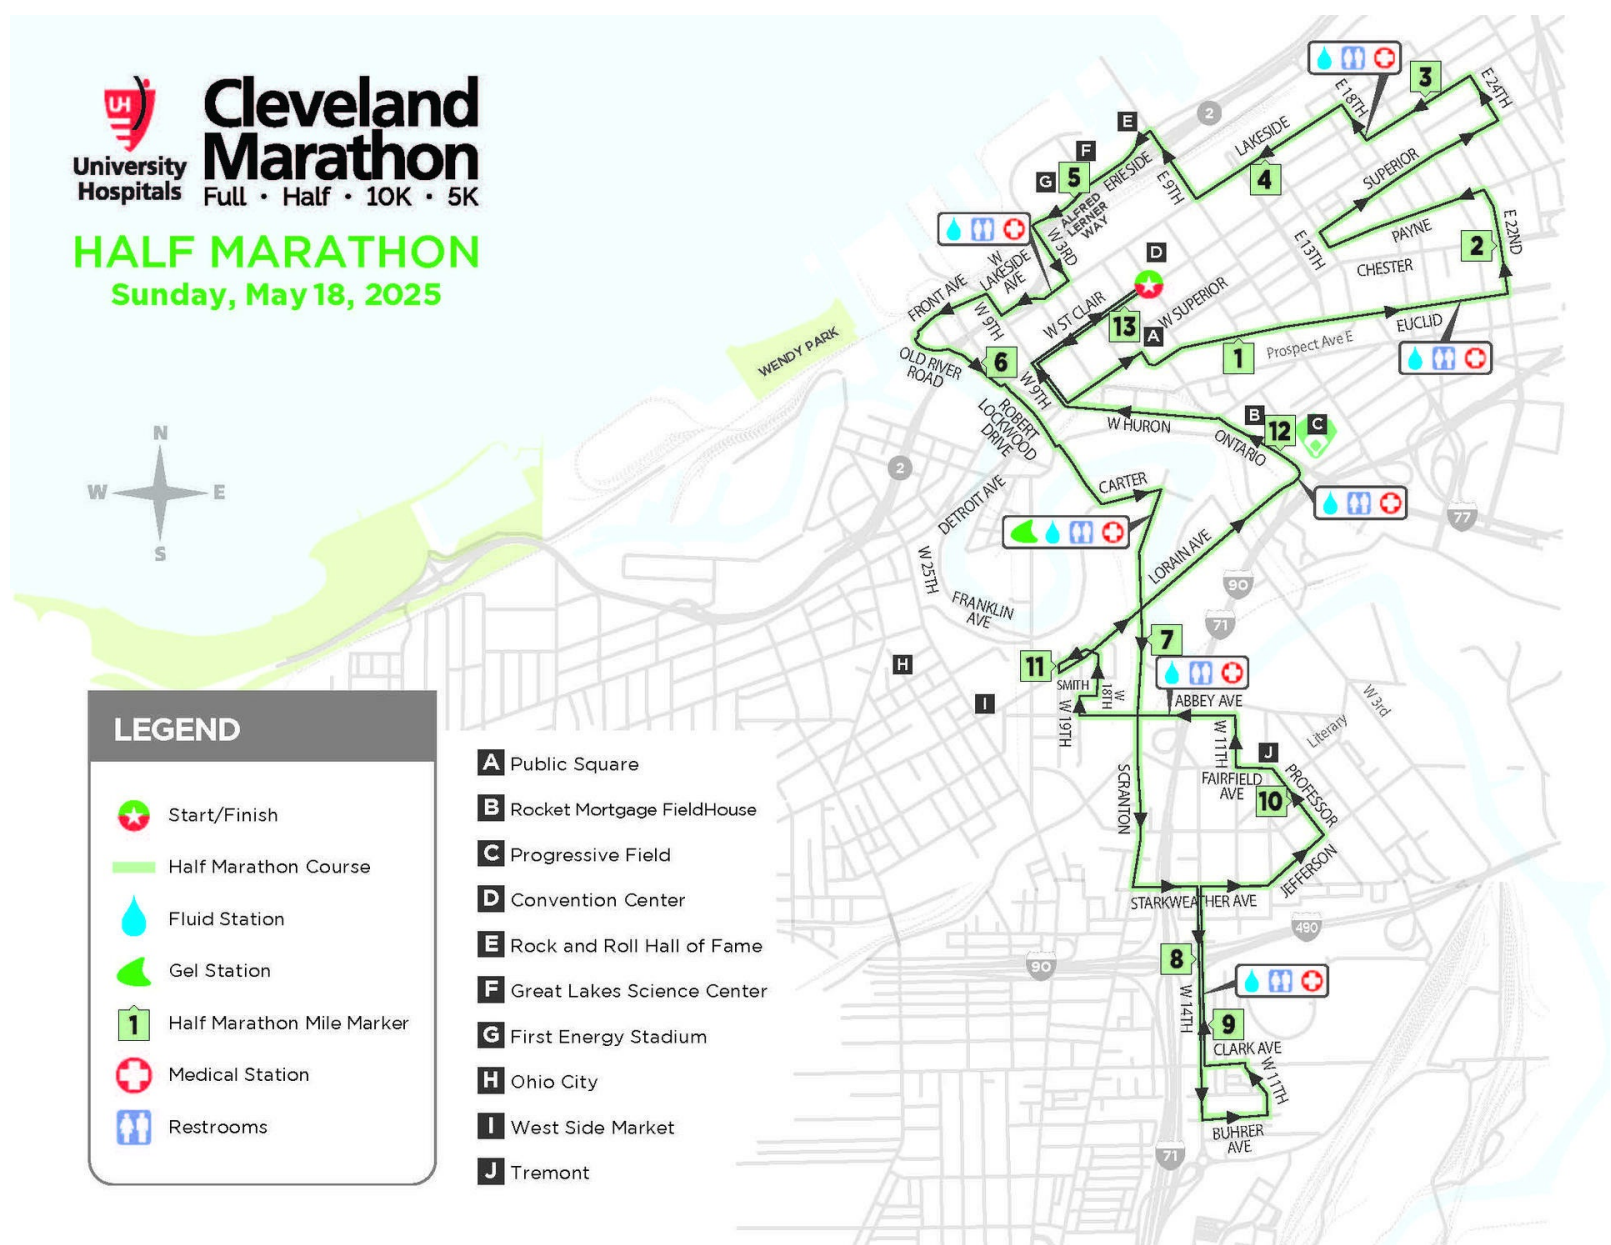 UH
University
Hospitals
Cleveland
Marathon
Full • Half • 10K • 5K
HALF MARATHON
Sunday, May 18, 2025
N
W
E
S
WENDY PARK
LEGEND
Start/Finish
Half Marathon Course
Fluid Station
Gel Station
1 Half Marathon Mile Marker
Medical Station
Restrooms
A Public Square
B Rocket Mortgage FieldHouse
C Progressive Field
D Convention Center
E Rock and Roll Hall of Fame
F Great Lakes Science Center
G First Energy Stadium
H Ohio City
I West Side Market
J Tremont
3
E 24TH
E 18TH
2
E
LAKESIDE
F
SUPERIOR
5
ERIESIDE
E 9TH
4
G
ALFRED
LERNER
WAY
E 22ND
PAYNE
2
E 13TH
W 3RD
D
CHESTER
W
LAKESIDE
AVE
FRONT AVE
W 9TH
W ST CLAIR
W SUPERIOR
13
A
EUCLID
Prospect Ave E
1
OLD RIVER
ROAD
6
W 9TH
ROBERT
LOCKWOOD
DRIVE
W HURON
B
12
C
ONTARIO
2
CARTER
DETROIT AVE
77
LORAIN AVE
W 25TH
90
FRANKLIN
AVE
71
7
H
11
SMITH
W
18TH
I
W 19TH
ABBEY AVE
W 3rd
Literary
W 11TH
J
FAIRFIELD
AVE
PROFESSOR
10
SCRANTON
JEFFERSON
STARKWEATHER AVE
490
8
90
W 14TH
9
CLARK AVE
W 11TH
BUHRER
AVE
71